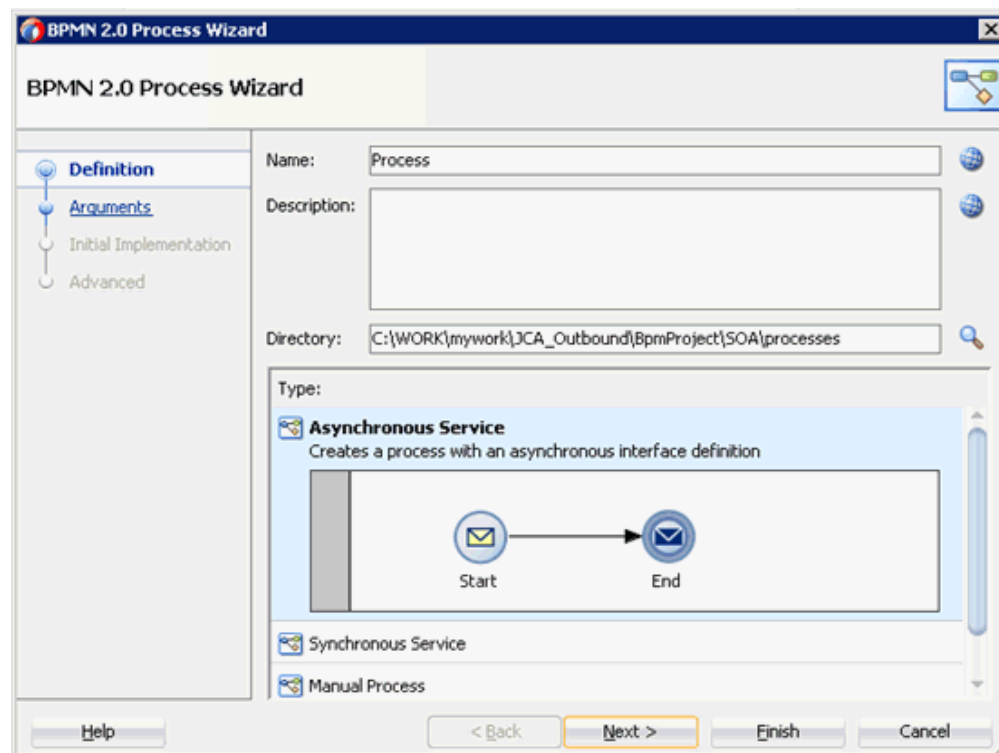 BPMN 2.0 Process Wizard
BPMN 2.0 Process Wizard
Definition
Arguments
Initial Implementation
Advanced
Name: Process
Description:
Directory: C:\WORK\mywork\JCA_Outbound\BpmProject\SOA\processes
Type:
Asynchronous Service
Creates a process with an asynchronous interface definition
Start End
Synchronous Service
Manual Process
Help < Back Next > Finish Cancel